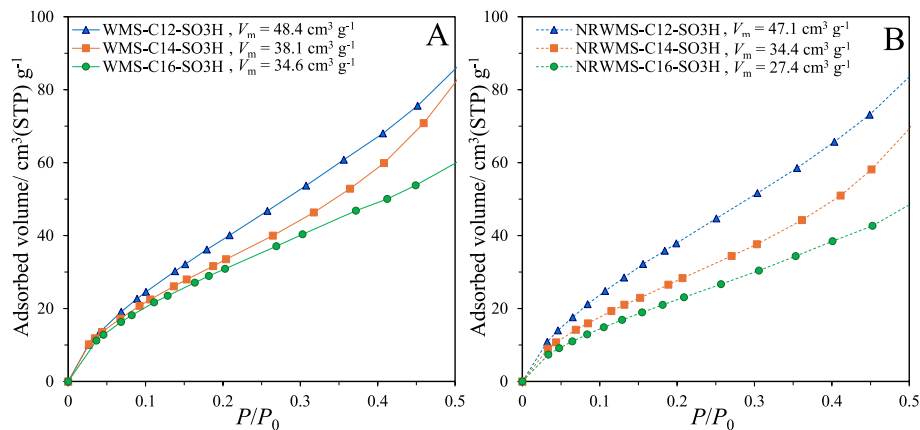 A
WMS-C12-SO3H , Vm = 48.4 cm³ g⁻¹
WMS-C14-SO3H , Vm = 38.1 cm³ g⁻¹
WMS-C16-SO3H , Vm = 34.6 cm³ g⁻¹
Adsorbed volume/ cm³(STP) g⁻¹
100
80
60
40
20
0
0
0.1
0.2
0.3
0.4
0.5
P/P₀
B
NRWMS-C12-SO3H , Vm = 47.1 cm³ g⁻¹
NRWMS-C14-SO3H , Vm = 34.4 cm³ g⁻¹
NRWMS-C16-SO3H , Vm = 27.4 cm³ g⁻¹
Adsorbed volume/ cm³(STP) g⁻¹
100
80
60
40
20
0
0
0.1
0.2
0.3
0.4
0.5
P/P₀